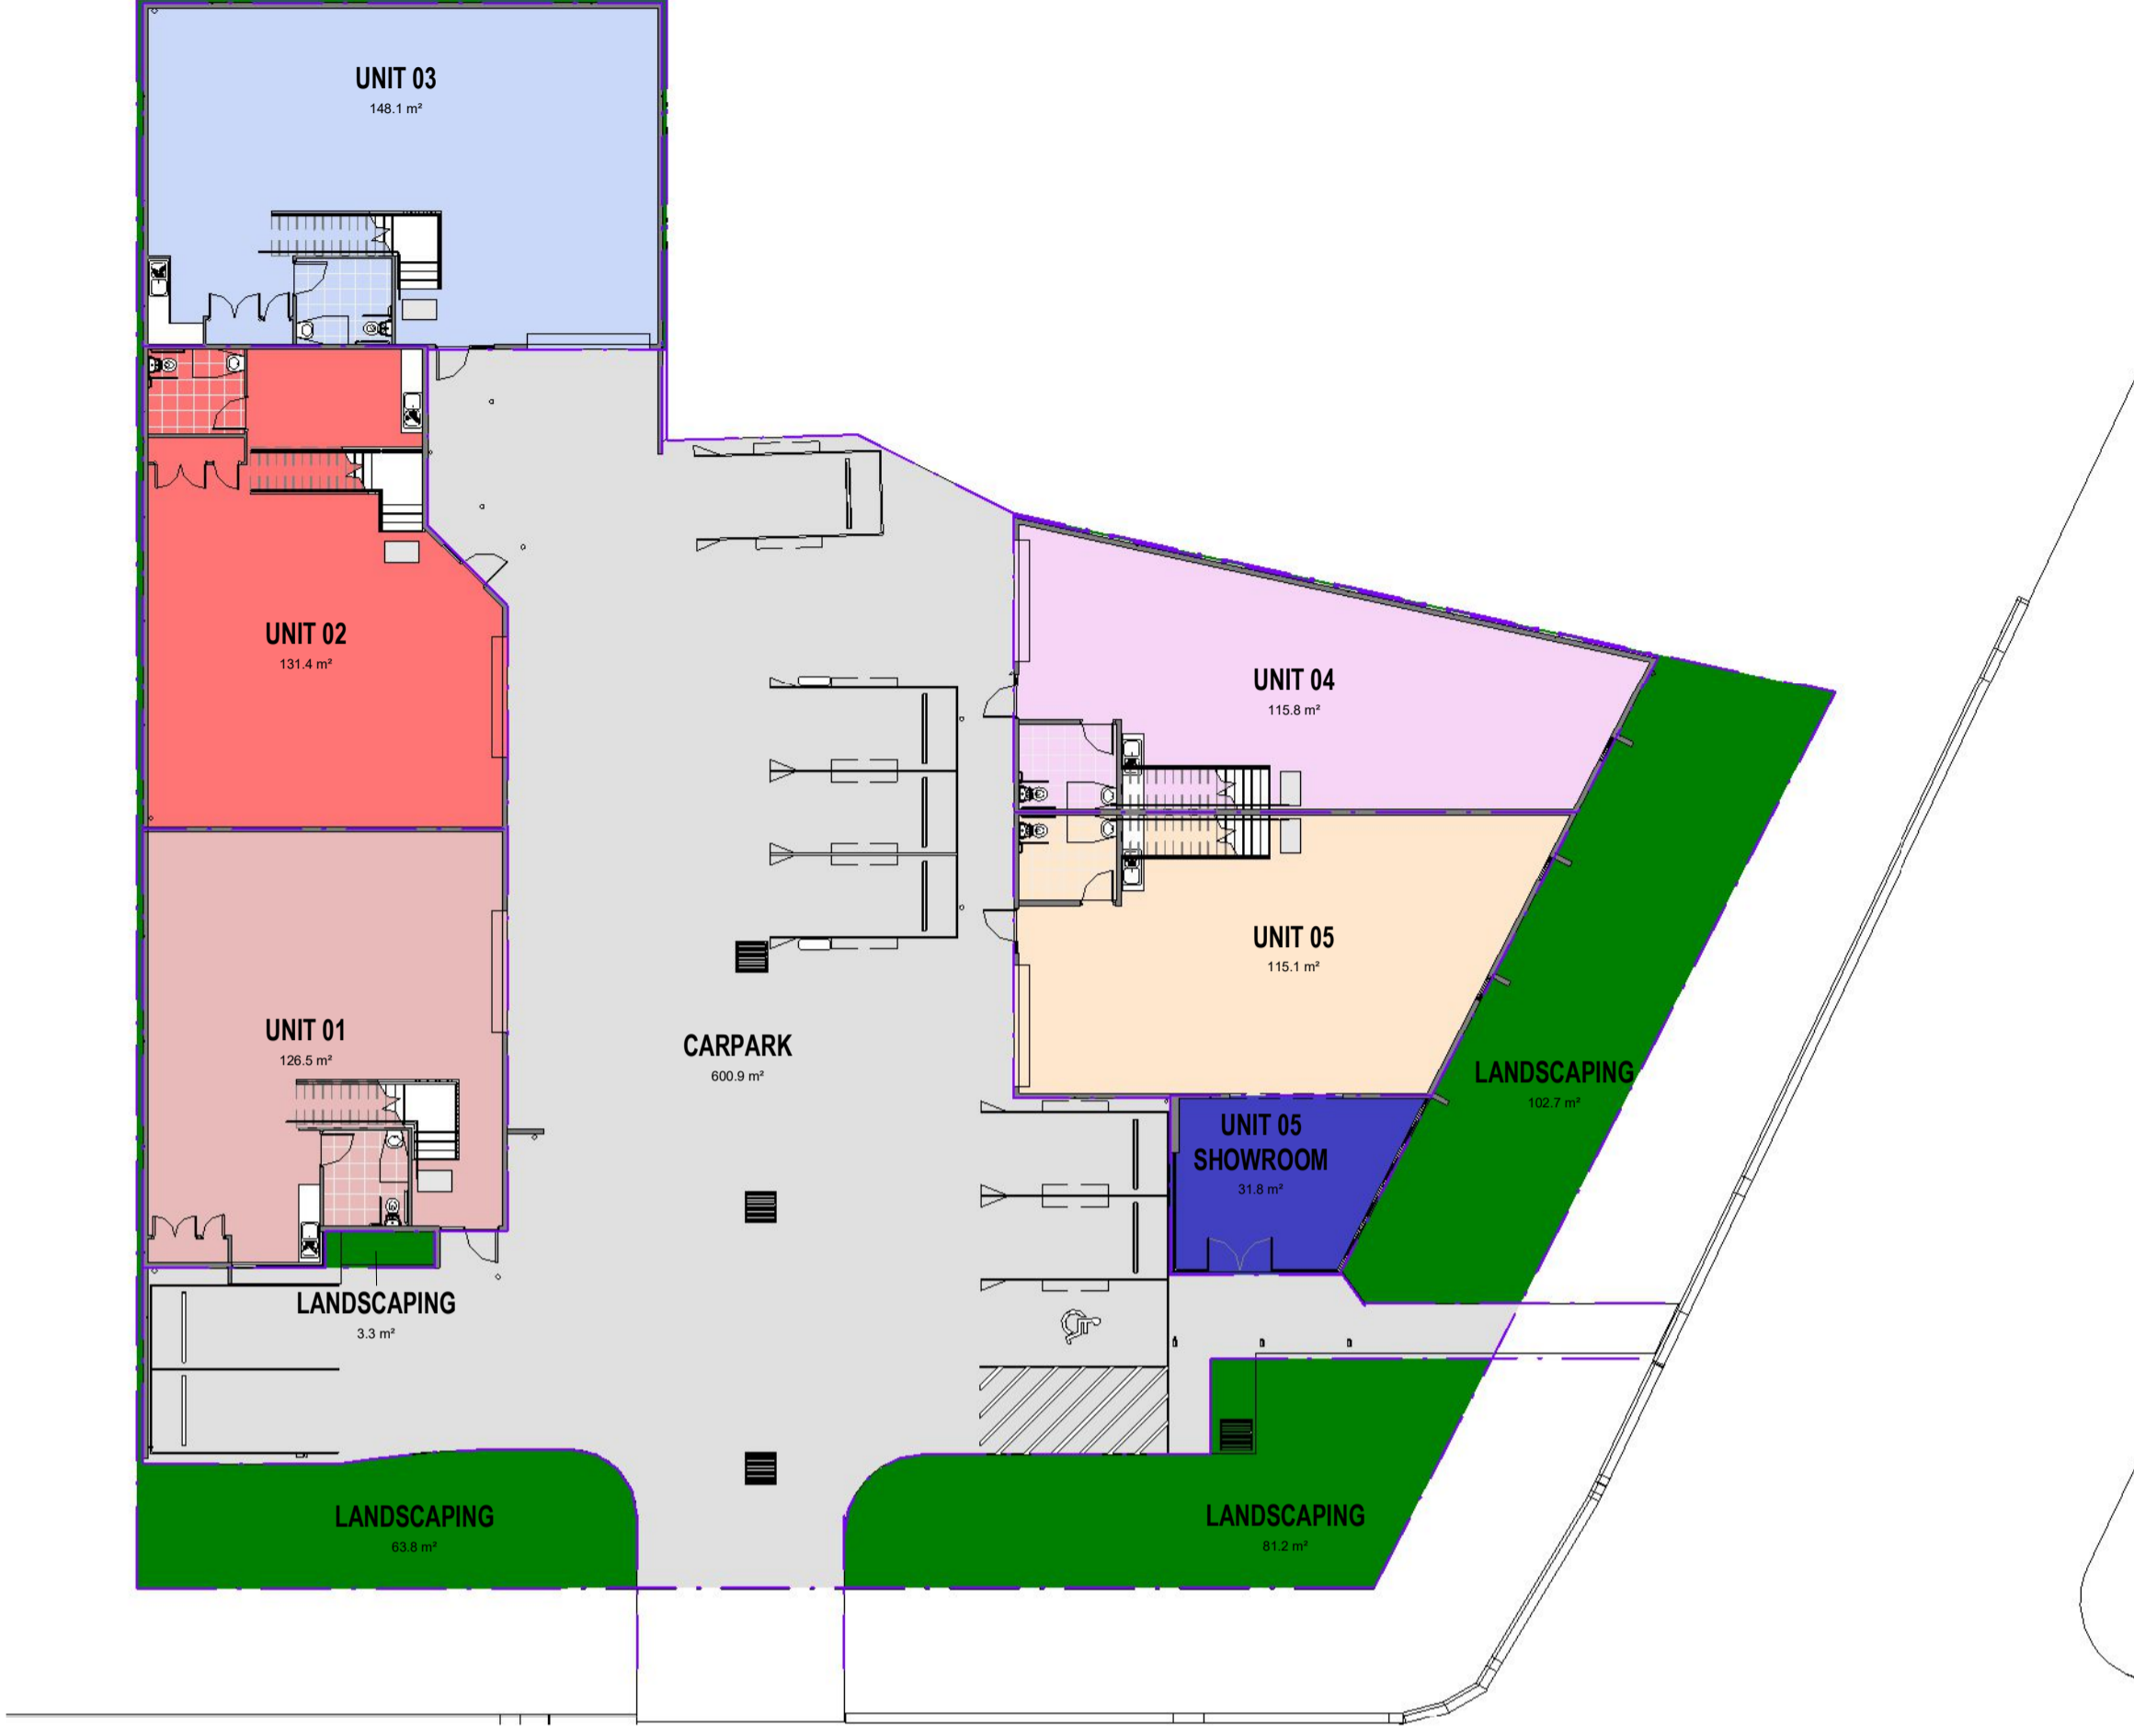 UNIT 03
148.1 m²
UNIT 02
131.4 m²
UNIT 04
115.8 m²
UNIT 05
115.1 m²
UNIT 01
126.5 m²
CARPARK
600.9 m²
LANDSCAPING
102.7 m²
UNIT 05
SHOWROOM
31.8 m²
LANDSCAPING
3.3 m²
LANDSCAPING
63.8 m²
LANDSCAPING
81.2 m²